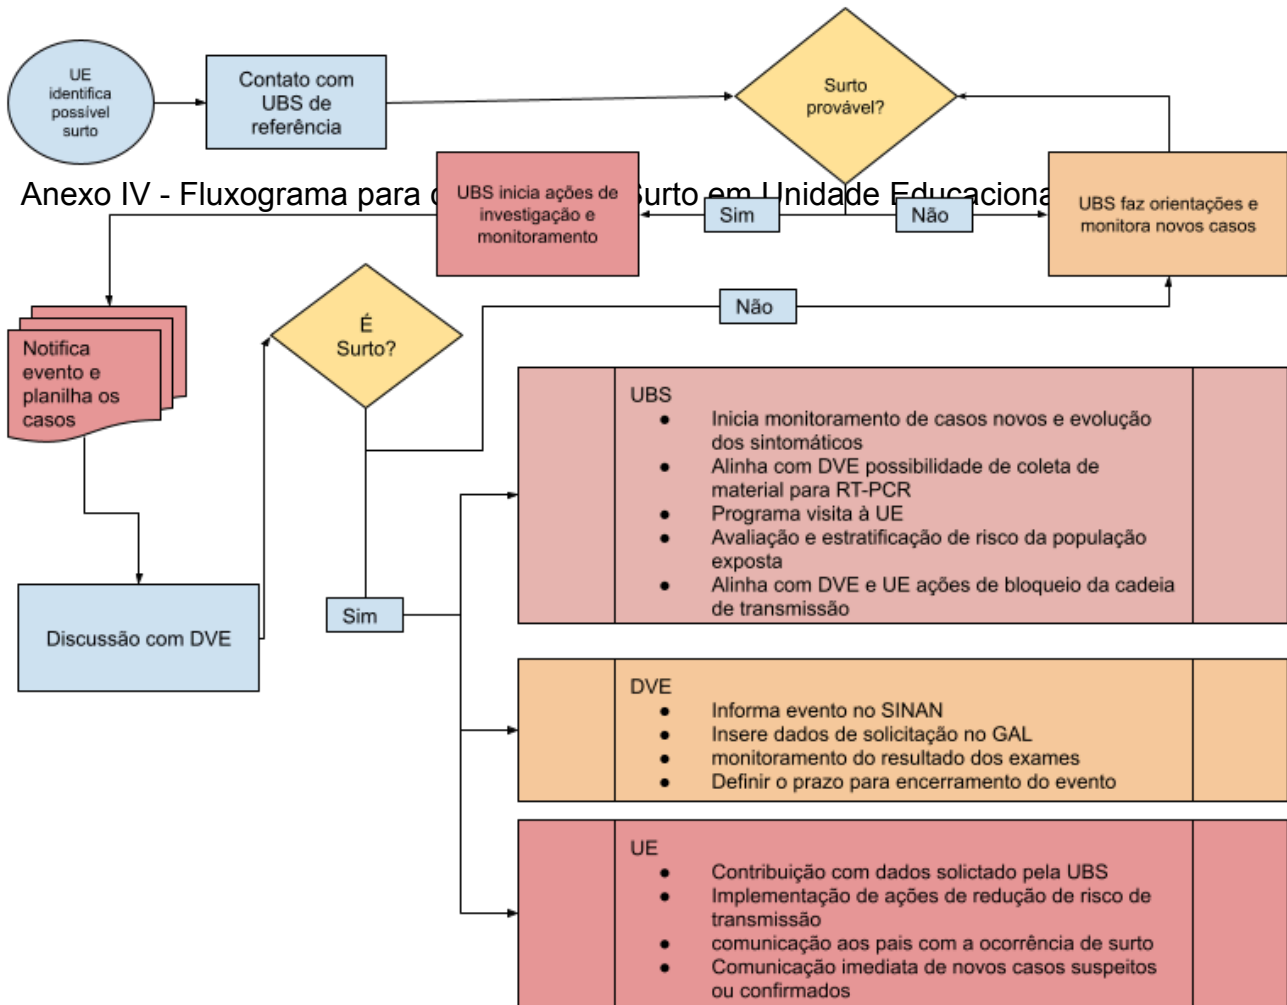 UE
identifica
possível
surto
Contato com
UBS de
referência
Surto
provável?
Anexo IV - Fluxograma para
Surto em Unidade Educaciona
UBS inicia ações de
investigação e
monitoramento
Sim
Não
UBS faz orientações e
monitora novos casos
Notifica
evento e
planilha os
casos
É
Surto?
Não
Discussão com DVE
Sim
UBS
● Inicia monitoramento de casos novos e evolução
dos sintomáticos
● Alinha com DVE possibilidade de coleta de
material para RT-PCR
● Programa visita à UE
● Avaliação e estratificação de risco da população
exposta
● Alinha com DVE e UE ações de bloqueio da cadeia
de transmissão
DVE
● Informa evento no SINAN
● Insere dados de solicitação no GAL
● monitoramento do resultado dos exames
● Definir o prazo para encerramento do evento
UE
● Contribuição com dados solictado pela UBS
● Implementação de ações de redução de risco de
transmissão
● comunicação aos pais com a ocorrência de surto
● Comunicação imediata de novos casos suspeitos
ou confirmados